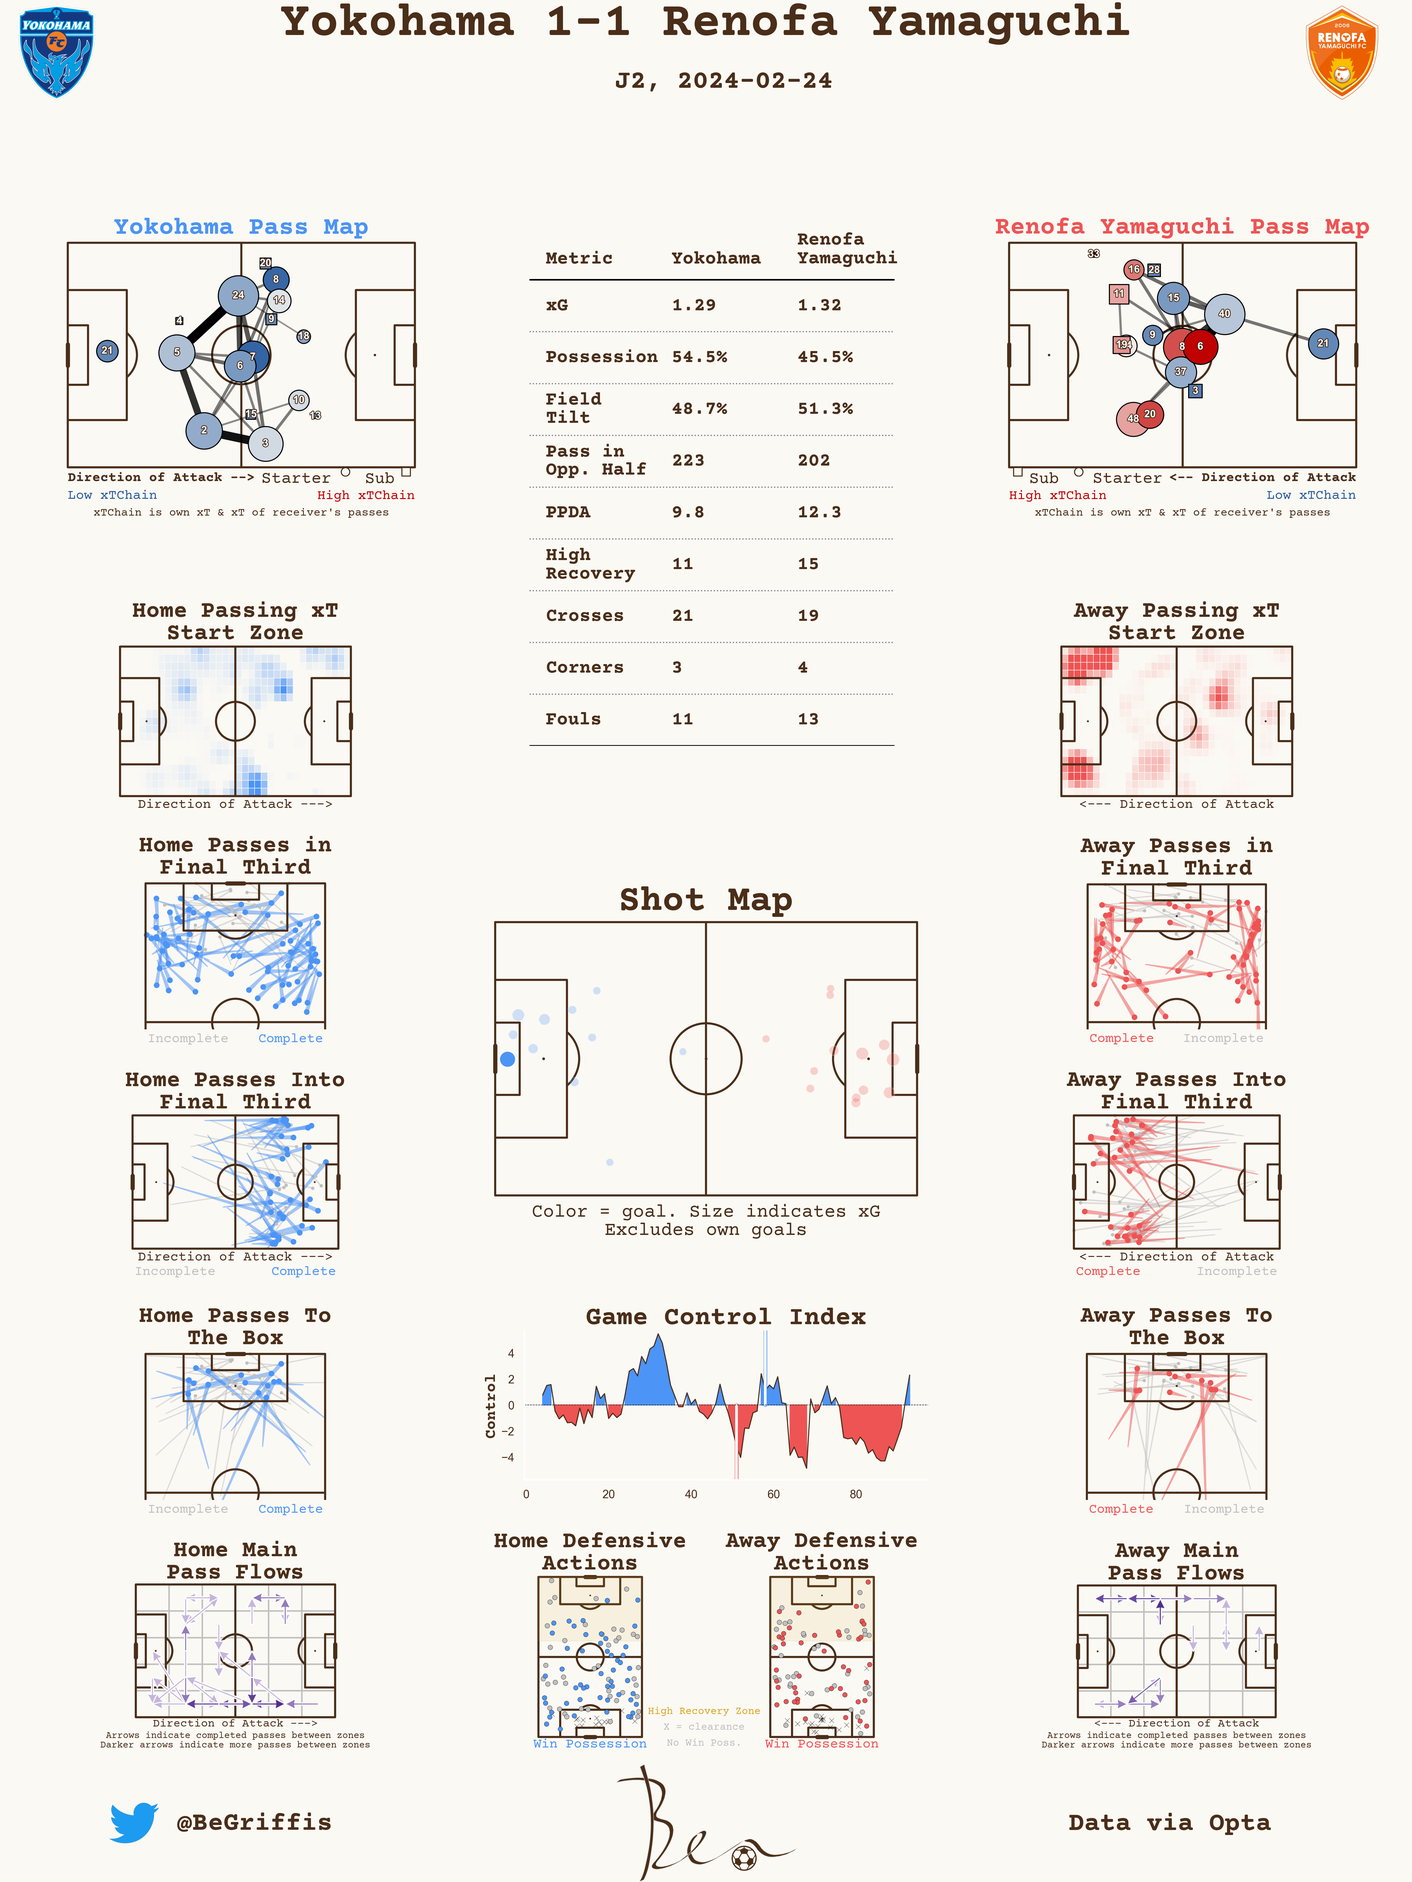 Yokohama 1-1 Renofa Yamaguchi
J2, 2024-02-24
YOKOHAMA
FC
2006
RENOFA
YAMAGUCHI FC
Yokohama Pass Map
20
8
24
14
4
9
18
5
7
21
6
10
15
13
2
3
Direction of Attack --> Starter Sub
Low xTChain High xTChain
xTChain is own xT & xT of receiver's passes
Metric Yokohama Renofa Yamaguchi
xG 1.29 1.32
Possession 54.5% 45.5%
Field Tilt 48.7% 51.3%
Pass in Opp. Half 223 202
PPDA 9.8 12.3
High Recovery 11 15
Crosses 21 19
Corners 3 4
Fouls 11 13
Renofa Yamaguchi Pass Map
33
16
28
11
15
40
9
8
6
21
37
3
48
20
Sub Starter <-- Direction of Attack
High xTChain Low xTChain
xTChain is own xT & xT of receiver's passes
Home Passing xT
Start Zone
Direction of Attack --->
Away Passing xT
Start Zone
<--- Direction of Attack
Home Passes in
Final Third
Incomplete Complete
Away Passes in
Final Third
Complete Incomplete
Shot Map
Color = goal. Size indicates xG
Excludes own goals
Home Passes Into
Final Third
Direction of Attack --->
Incomplete Complete
Away Passes Into
Final Third
<--- Direction of Attack
Complete Incomplete
Home Passes To
The Box
Incomplete Complete
Game Control Index
Control
4
2
0
−2
−4
0 20 40 60 80
Away Passes To
The Box
Complete Incomplete
Home Main
Pass Flows
Direction of Attack --->
Arrows indicate completed passes between zones
Darker arrows indicate more passes between zones
Home Defensive
Actions
Win Possession
High Recovery Zone
X = clearance
No Win Poss.
Away Defensive
Actions
Win Possession
Away Main
Pass Flows
<--- Direction of Attack
Arrows indicate completed passes between zones
Darker arrows indicate more passes between zones
@BeGriffis
Ben
Data via Opta